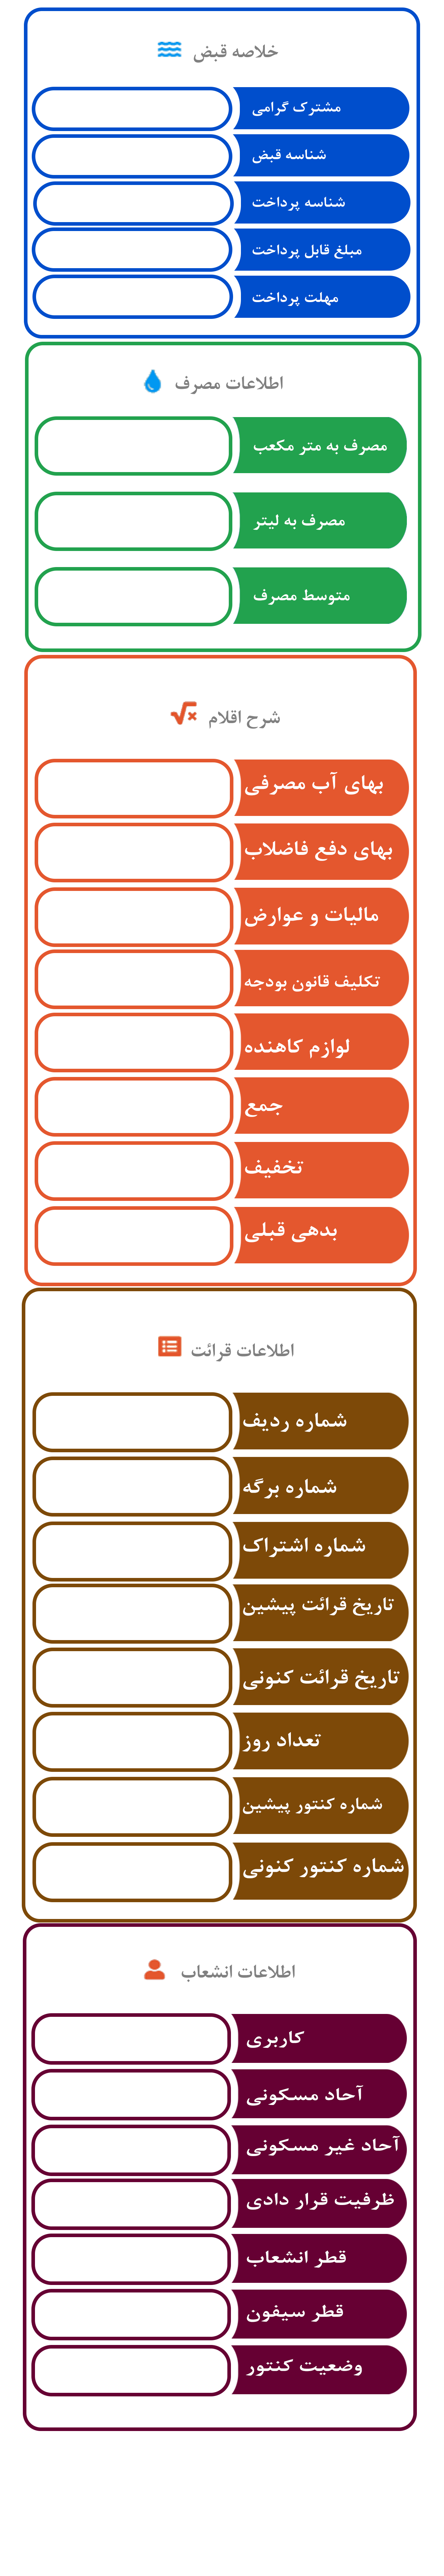 خلاصه قبض
مشترک گرامی
شناسه قبض
شناسه پرداخت
مبلغ قابل پرداخت
مهلت پرداخت
اطلاعات مصرف
مصرف به متر مکعب
مصرف به لیتر
متوسط مصرف
شرح اقلام
بهای آب مصرفی
بهای دفع فاضلاب
مالیات و عوارض
تکلیف قانون بودجه
لوازم کاهنده
جمع
تخفیف
بدهی قبلی
اطلاعات قرائت
شماره ردیف
شماره برگه
شماره اشتراک
تاریخ قرائت پیشین
تاریخ قرائت کنونی
تعداد روز
شماره کنتور پیشین
شماره کنتور کنونی
اطلاعات انشعاب
کاربری
آحاد مسکونی
آحاد غیر مسکونی
ظرفیت قرار دادی
قطر انشعاب
قطر سیفون
وضعیت کنتور